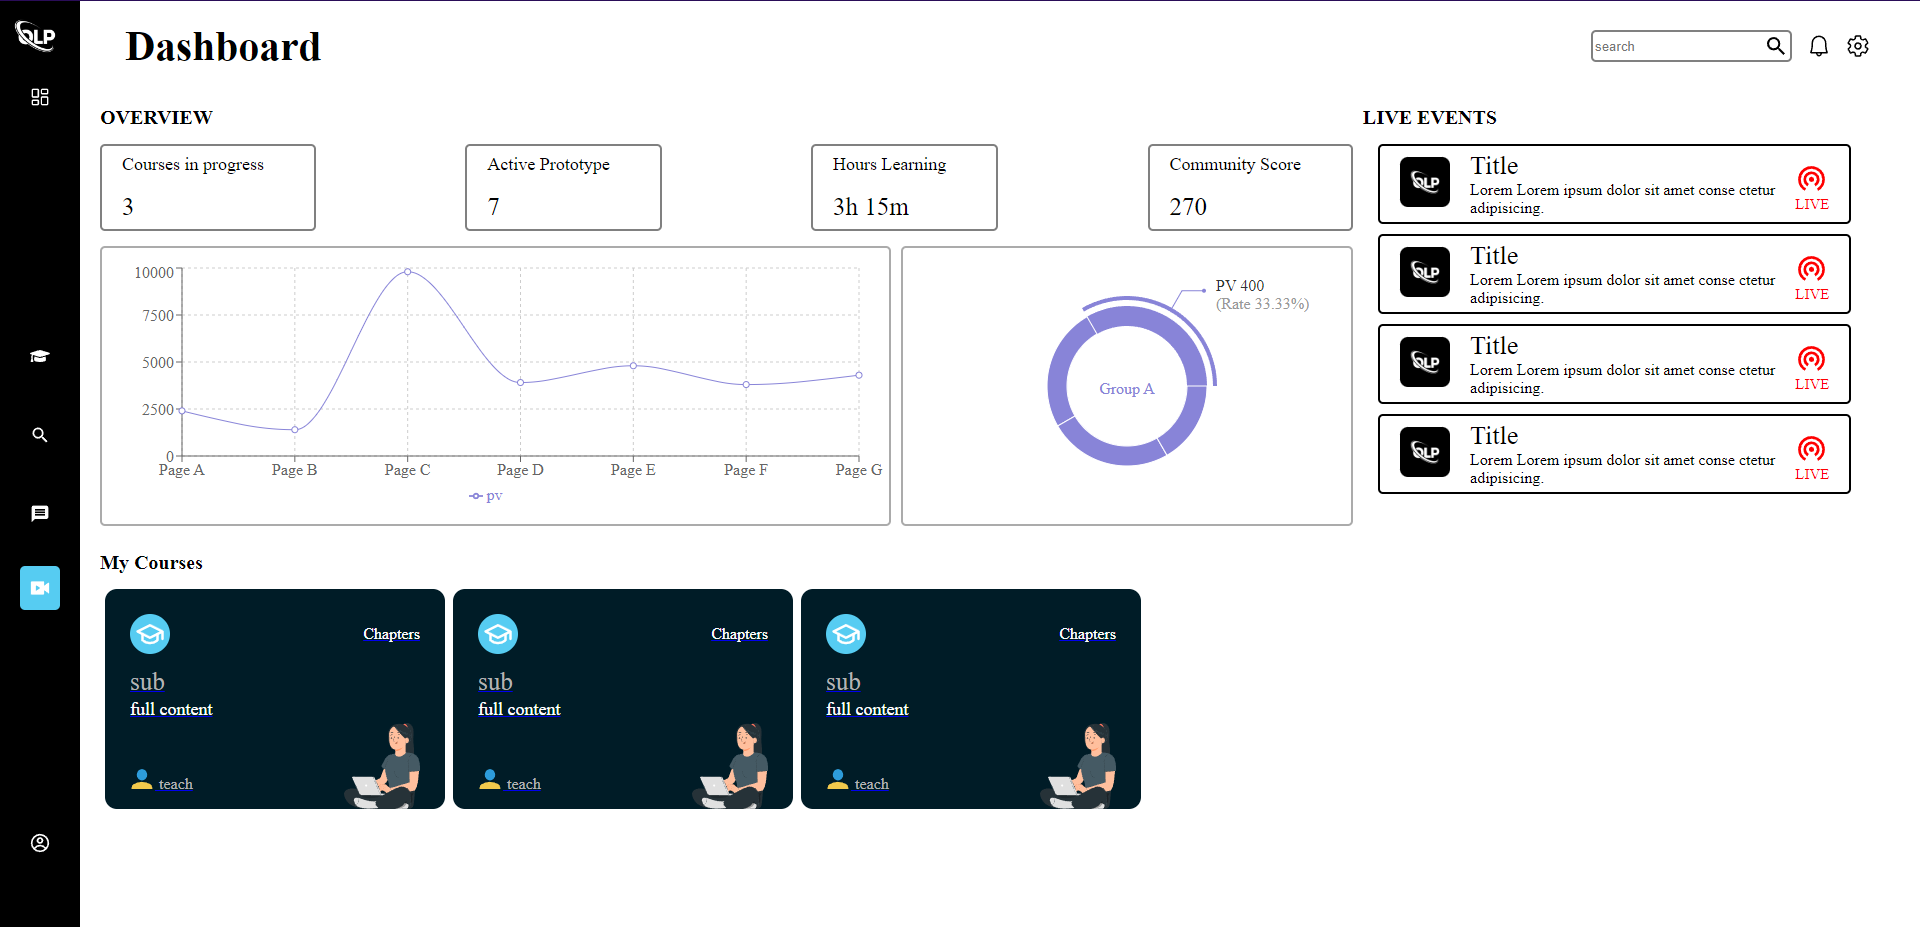 OLP
Dashboard
search
OVERVIEW
LIVE EVENTS
Courses in progress
3
Active Prototype
7
Hours Learning
3h 15m
Community Score
270
10000
7500
5000
2500
0
Page A
Page B
Page C
Page D
Page E
Page F
Page G
pv
PV 400
(Rate 33.33%)
Group A
OLP
Title
Lorem Lorem ipsum dolor sit amet conse ctetur
adipisicing.
LIVE
OLP
Title
Lorem Lorem ipsum dolor sit amet conse ctetur
adipisicing.
LIVE
OLP
Title
Lorem Lorem ipsum dolor sit amet conse ctetur
adipisicing.
LIVE
OLP
Title
Lorem Lorem ipsum dolor sit amet conse ctetur
adipisicing.
LIVE
My Courses
Chapters
sub
full content
teach
Chapters
sub
full content
teach
Chapters
sub
full content
teach